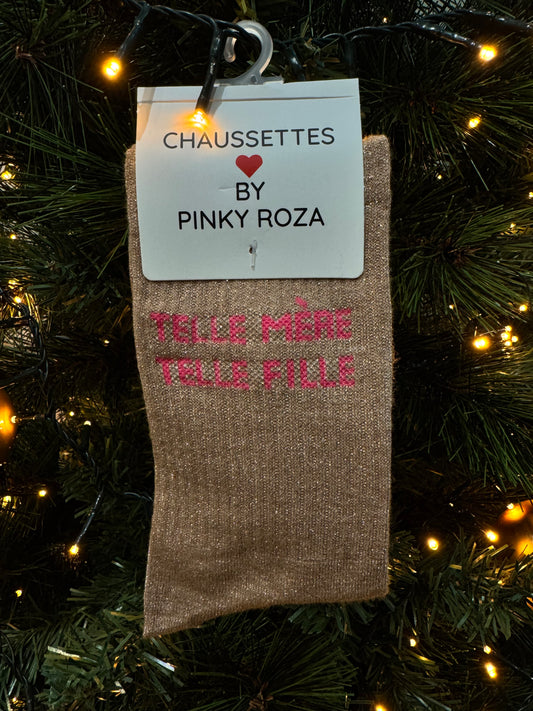 CHAUSSETTES
BY
PINKY ROZA
TELLE MÈRE
TELLE FILLE